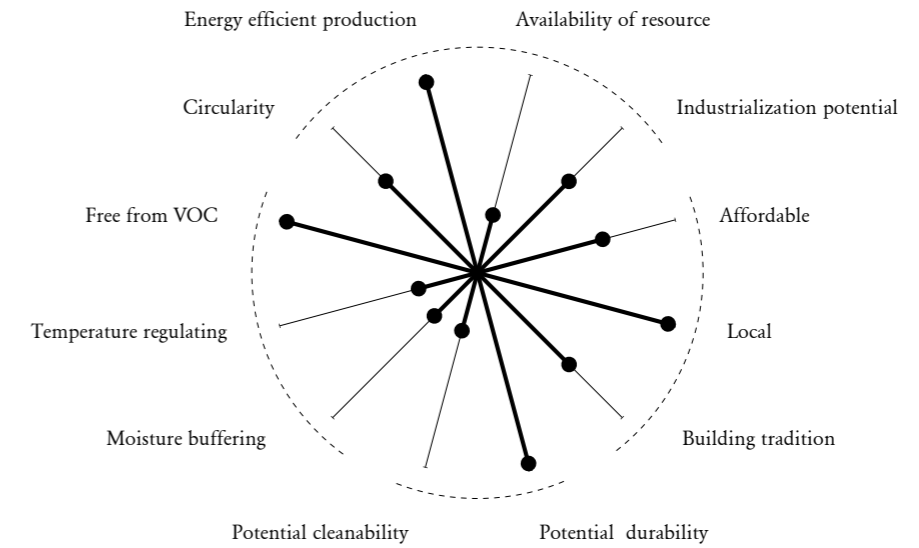 Energy efficient production
Availability of resource
Circularity
Industrialization potential
Free from VOC
Affordable
Temperature regulating
Local
Moisture buffering
Building tradition
Potential cleanability
Potential  durability